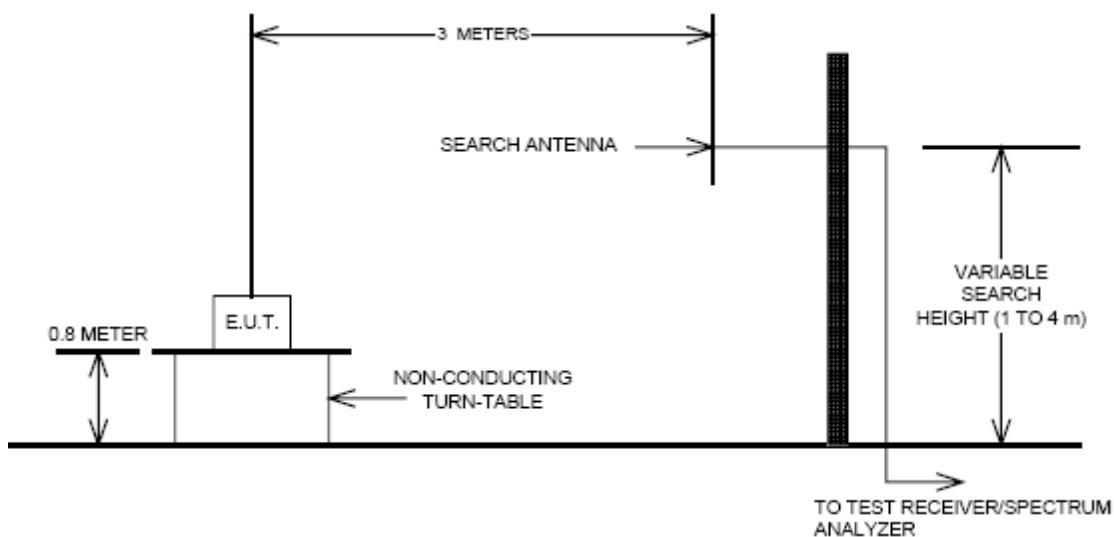 3 METERS
SEARCH ANTENNA
VARIABLE
SEARCH
HEIGHT (1 TO 4 m)
E.U.T.
0.8 METER
NON-CONDUCTING
TURN-TABLE
TO TEST RECEIVER/SPECTRUM
ANALYZER